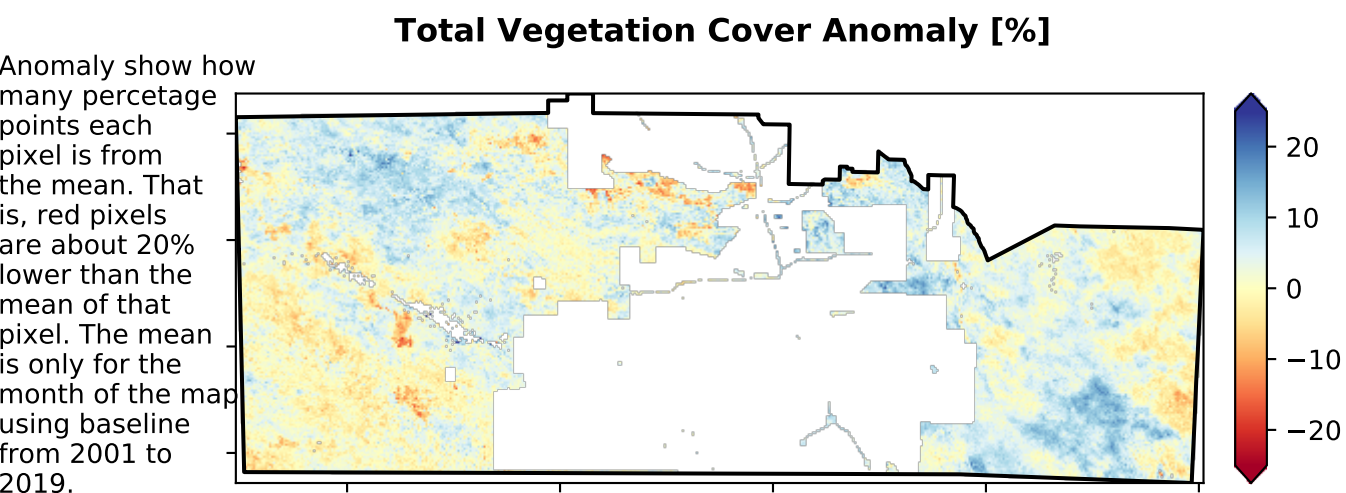 Total Vegetation Cover Anomaly [%]
Anomaly show how
many percetage
points each
pixel is from
the mean. That
is, red pixels
are about 20%
lower than the
mean of that
pixel. The mean
is only for the
month of the map
using baseline
from 2001 to
2019.
20
10
0
−10
−20